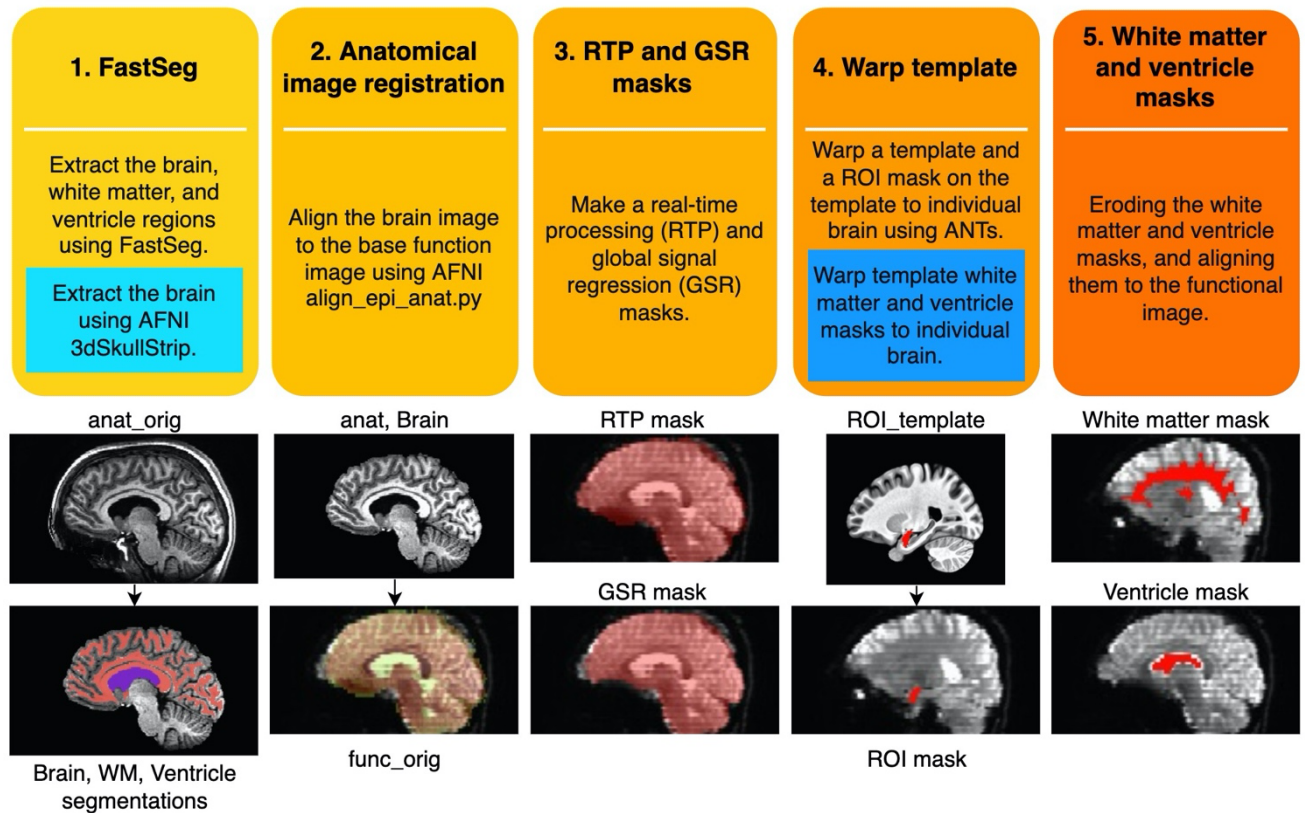 1. FastSeg
Extract the brain,
white matter, and
ventricle regions
using FastSeg.
Extract the brain
using AFNI
3dSkullStrip.
2. Anatomical
image registration
Align the brain image
to the base function
image using AFNI
align_epi_anat.py
3. RTP and GSR
masks
Make a real-time
processing (RTP) and
global signal
regression (GSR)
masks.
4. Warp template
Warp a template and
a ROI mask on the
template to individual
brain using ANTs.
Warp template white
matter and ventricle
masks to individual
brain.
5. White matter
and ventricle
masks
Eroding the white
matter and ventricle
masks, and aligning
them to the functional
image.
anat_orig
Brain, WM, Ventricle
segmentations
anat, Brain
func_orig
RTP mask
GSR mask
ROI_template
ROI mask
White matter mask
Ventricle mask